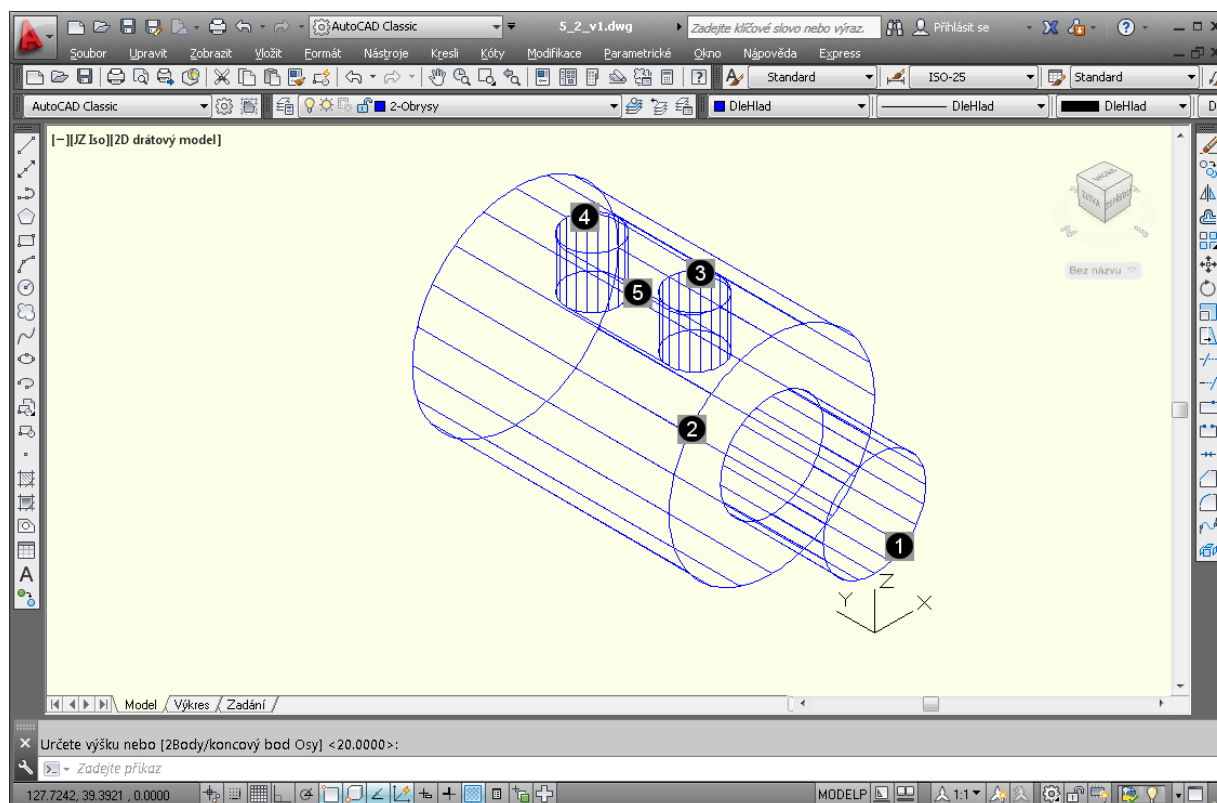 AutoCAD Classic
5_2_v1.dwg
Zadejte klíčové slovo nebo výraz.
Přihlásit se
Soubor Upravit Zobrazit Vložit Formát Nástroje Kresli Kóty Modifikace Parametrické Okno Nápověda Express
Standard ISO-25 Standard
AutoCAD Classic 2-Obrysy DleHlad DleHlad DleHlad D
[−][JZ Iso][2D drátový model]
4
3
5
Bez názvu
2
1
Z
Y X
A
Model Výkres Zadání
Určete výšku nebo [2Body/koncový bod Osy] <20.0000>:
Zadejte příkaz
127.7242, 39.3921 , 0.0000 MODELP 1:1